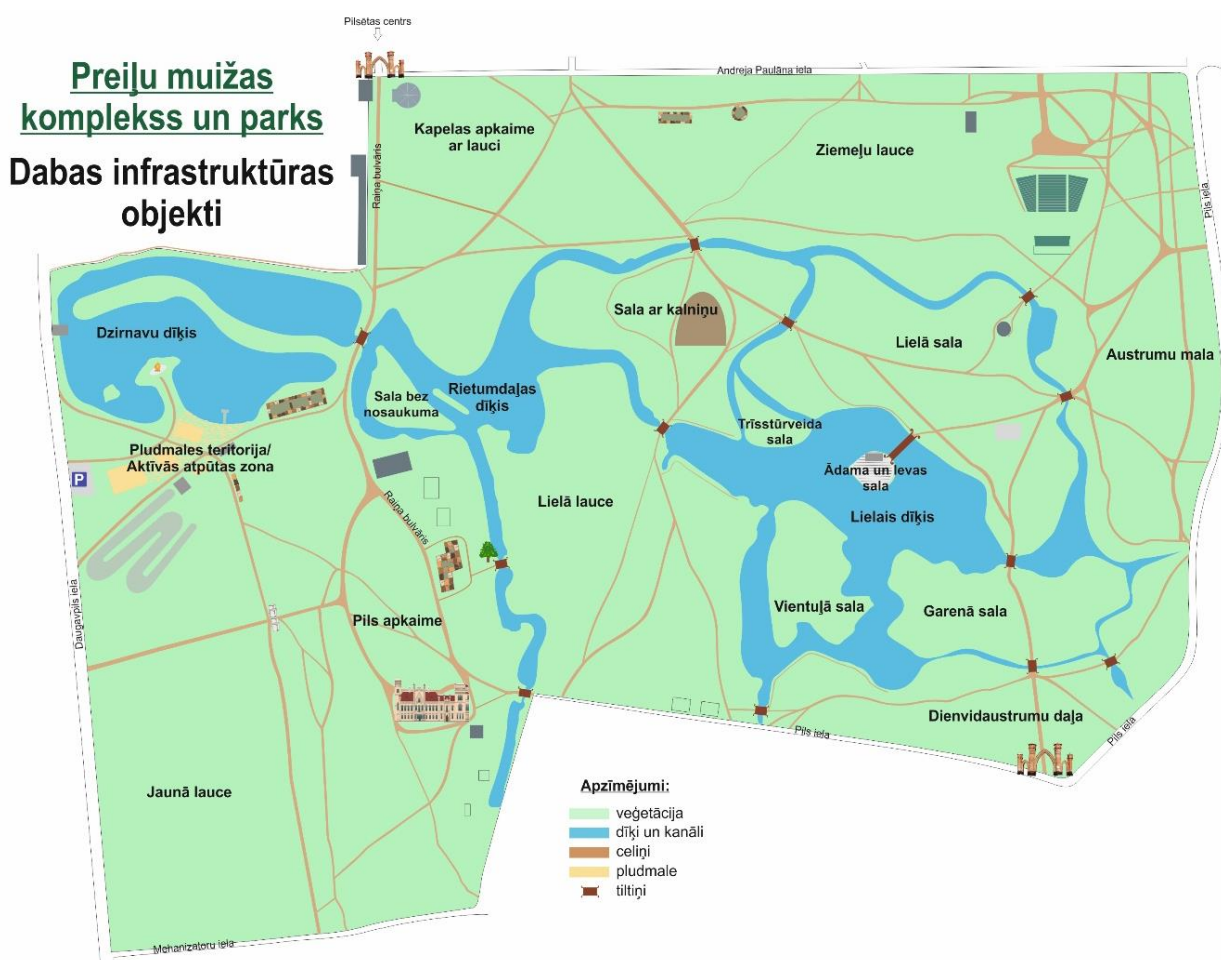 Pilsētas centrs
Preiļu muižas
komplekss un parks
Dabas infrastruktūras
objekti
Andreja Paulāna iela
Kapelas apkaime
ar lauci
Ziemeļu lauce
Raiņa bulvāris
Pils iela
Dzirnavu dīķis
Sala ar kalniņu
Lielā sala
Austrumu mala
Sala bez
nosaukuma
Rietumdaļas
dīķis
Trīsstūrveida
sala
Pludmales teritorija/
Aktīvās atpūtas zona
P
Ādama un Ievas
sala
Lielā lauce
Lielais dīķis
Raiņa bulvāris
Daugavpils iela
Pils apkaime
Vientuļā sala
Garenā sala
Dienvidaustrumu daļa
Pils iela
Pils iela
Jaunā lauce
Mehanizatoru iela
Apzīmējumi:
veģetācija
dīķi un kanāli
celiņi
pludmale
tiltiņi